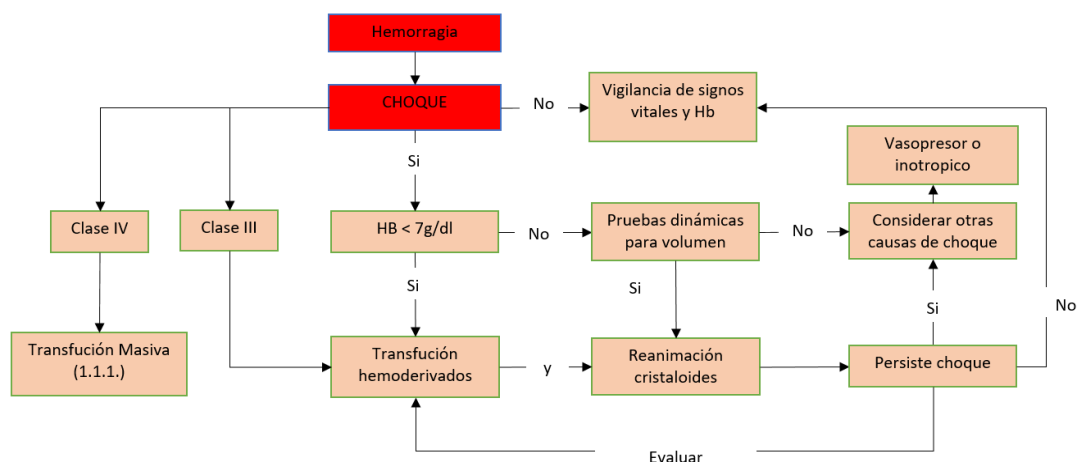 Hemorragia
CHOQUE
No
Vigilancia de signos
vitales y Hb
Vasopresor o
inotropico
Si
Clase IV
Clase III
HB < 7g/dl
No
Pruebas dinámicas
para volumen
No
Considerar otras
causas de choque
Si
Si
Si
No
Transfución Masiva
(1.1.1.)
Transfución
hemoderivados
y
Reanimación
cristaloides
Persiste choque
Evaluar